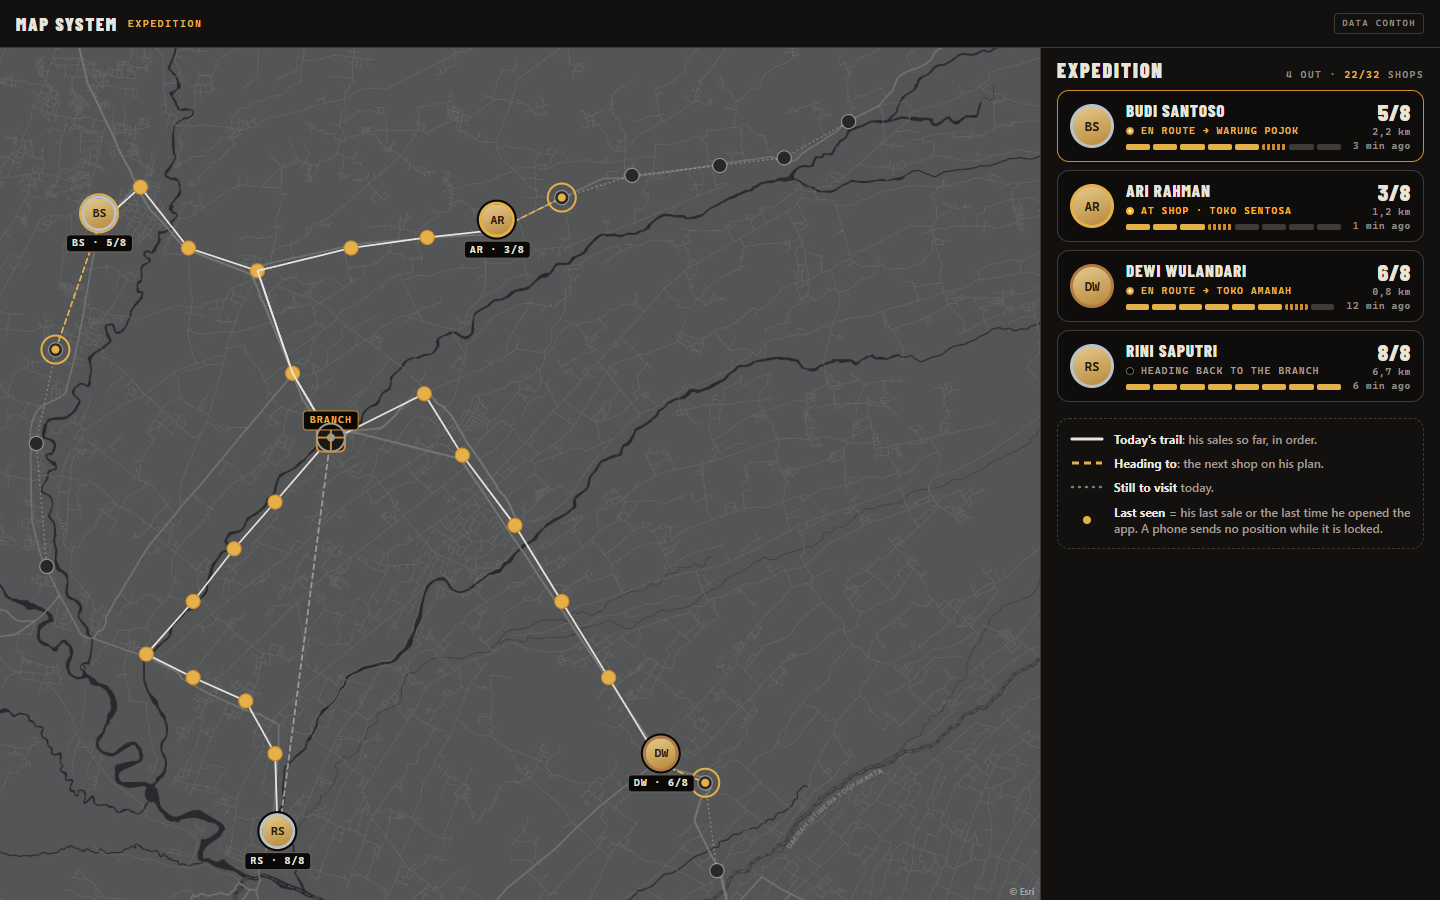 MAP SYSTEM EXPEDITION
DATA CONTOH
BS
BS · 5/8
AR
AR · 3/8
BRANCH
DW
DW · 6/8
RS
RS · 8/8
DAERAH ISTIMEWA YOGYAKARTA
© Esri
EXPEDITION
4 OUT · 22/32 SHOPS
BS
BUDI SANTOSO
5/8
EN ROUTE → WARUNG POJOK
2,2 km
3 min ago
AR
ARI RAHMAN
3/8
AT SHOP · TOKO SENTOSA
1,2 km
1 min ago
DW
DEWI WULANDARI
6/8
EN ROUTE → TOKO AMANAH
0,8 km
12 min ago
RS
RINI SAPUTRI
8/8
HEADING BACK TO THE BRANCH
6,7 km
6 min ago
Today's trail: his sales so far, in order.
Heading to: the next shop on his plan.
Still to visit today.
Last seen = his last sale or the last time he opened the
app. A phone sends no position while it is locked.